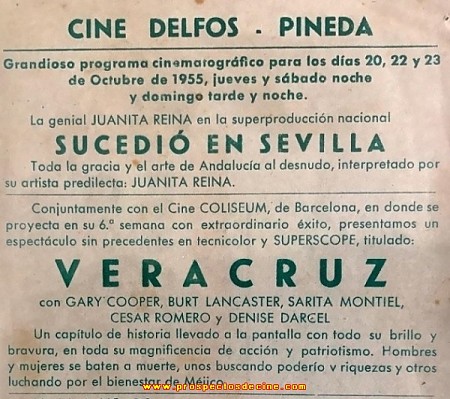 CINE DELFOS - PINEDA
Grandioso programa cinematográfico para los días 20, 22 y 23
de Octubre de 1955, jueves y sábado noche
y domingo tarde y noche.
La genial JUANITA REINA en la superproducción nacional
SUCEDIÓ EN SEVILLA
Toda la gracia y el arte de Andalucía al desnudo, interpretado por
su artista predilecta: JUANITA REINA.
Conjuntamente con el Cine COLISEUM, de Barcelona, en donde se
proyecta en su 6.ª semana con extraordinario éxito, presentamos un
espectáculo sin precedentes en tecnicolor y SUPERSCOPE, titulado:
VERACRUZ
con GARY COOPER, BURT LANCASTER, SARITA MONTIEL,
CESAR ROMERO y DENISE DARCEL
Un capítulo de historia llevado a la pantalla con todo su brillo y
bravura, en toda su magnificencia de acción y patriotismo. Hombres
y mujeres se baten a muerte, unos buscando poderío y riquezas y otros
luchando por el bienestar de Méjico.
www.prospectosdecine.com